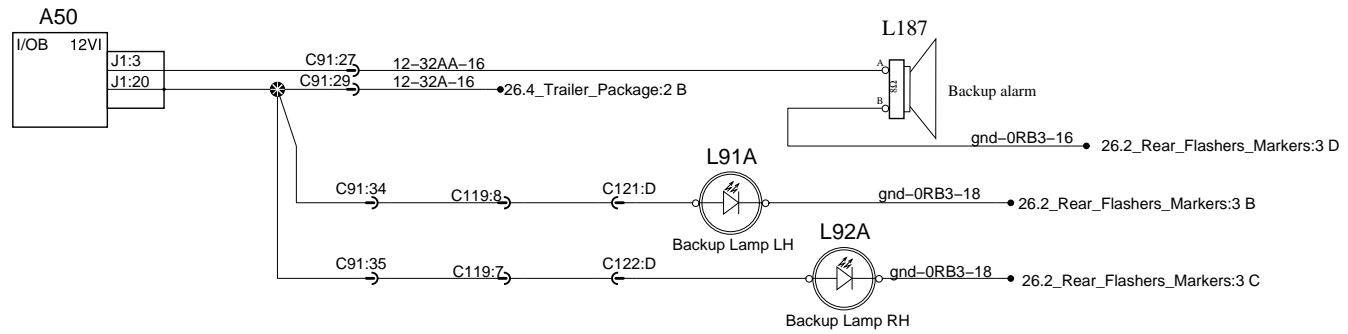 A50
L187
I/OB 12VI
J1:3
C91:27
12-32AA-16
A
J1:20
C91:29
12-32A-16
26.4_Trailer_Package:2 B
8Ω
Backup alarm
B
gnd-0RB3-16
26.2_Rear_Flashers_Markers:3 D
L91A
C91:34
C119:8
C121:D
gnd-0RB3-18
26.2_Rear_Flashers_Markers:3 B
Backup Lamp LH
L92A
C91:35
C119:7
C122:D
gnd-0RB3-18
26.2_Rear_Flashers_Markers:3 C
Backup Lamp RH